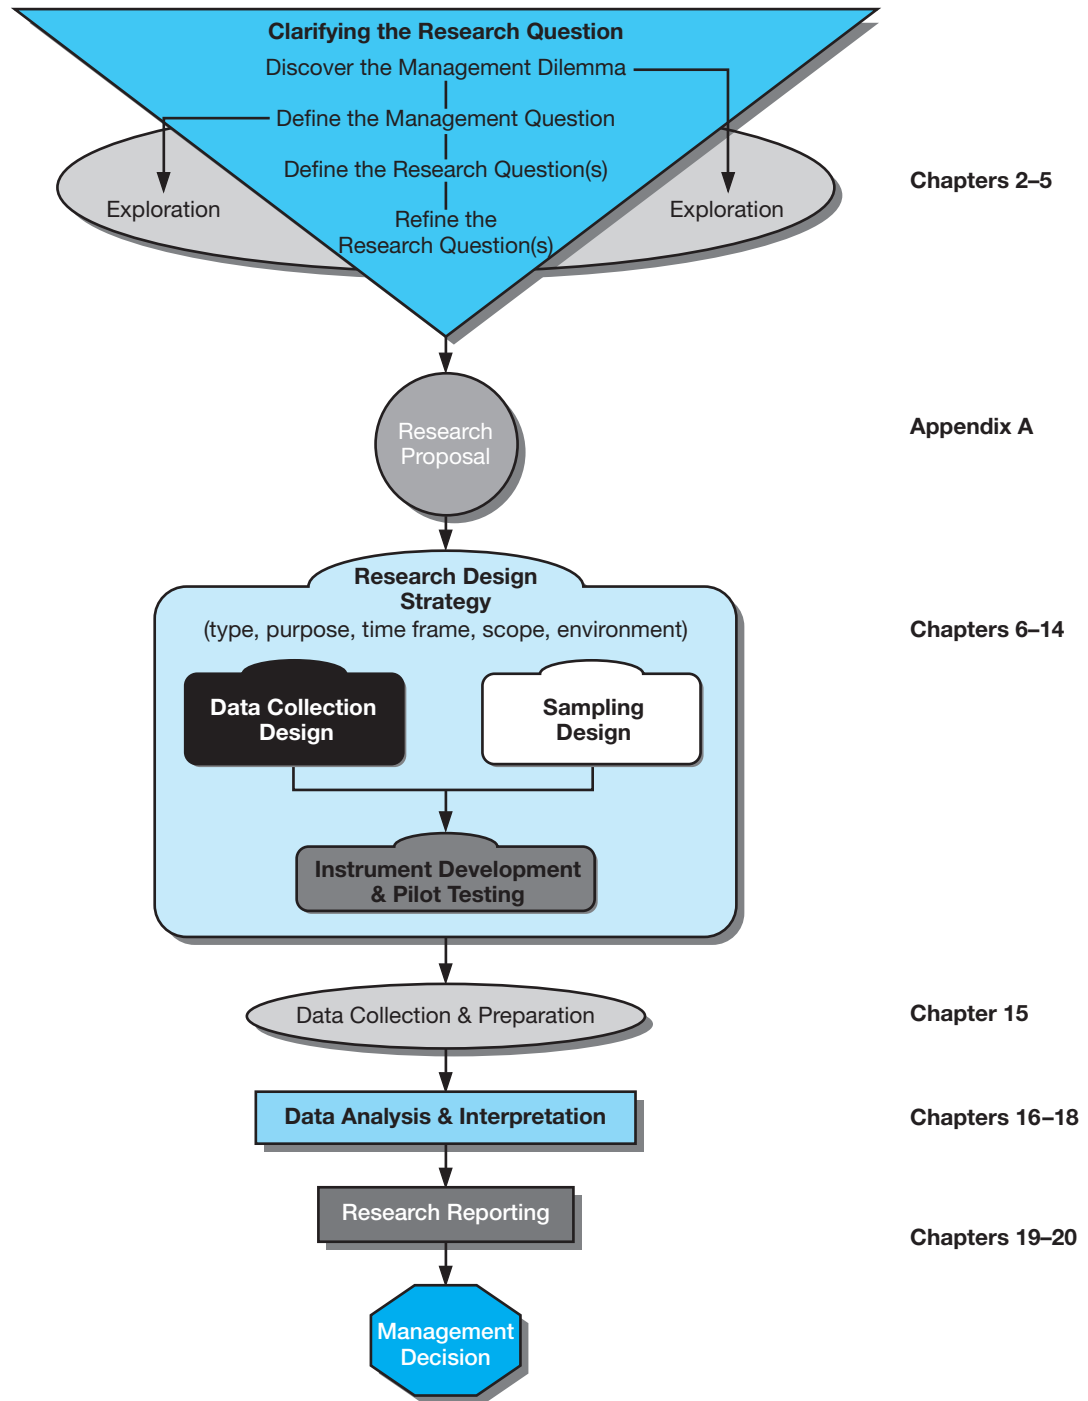 Clarifying the Research Question
Discover the Management Dilemma
Define the Management Question
Define the Research Question(s)
Exploration
Refine the
Research Question(s)
Exploration
Chapters 2–5
Research
Proposal
Appendix A
Research Design
Strategy
(type, purpose, time frame, scope, environment)
Chapters 6–14
Data Collection
Design
Sampling
Design
Instrument Development
& Pilot Testing
Data Collection & Preparation
Chapter 15
Data Analysis & Interpretation
Chapters 16–18
Research Reporting
Chapters 19–20
Management
Decision